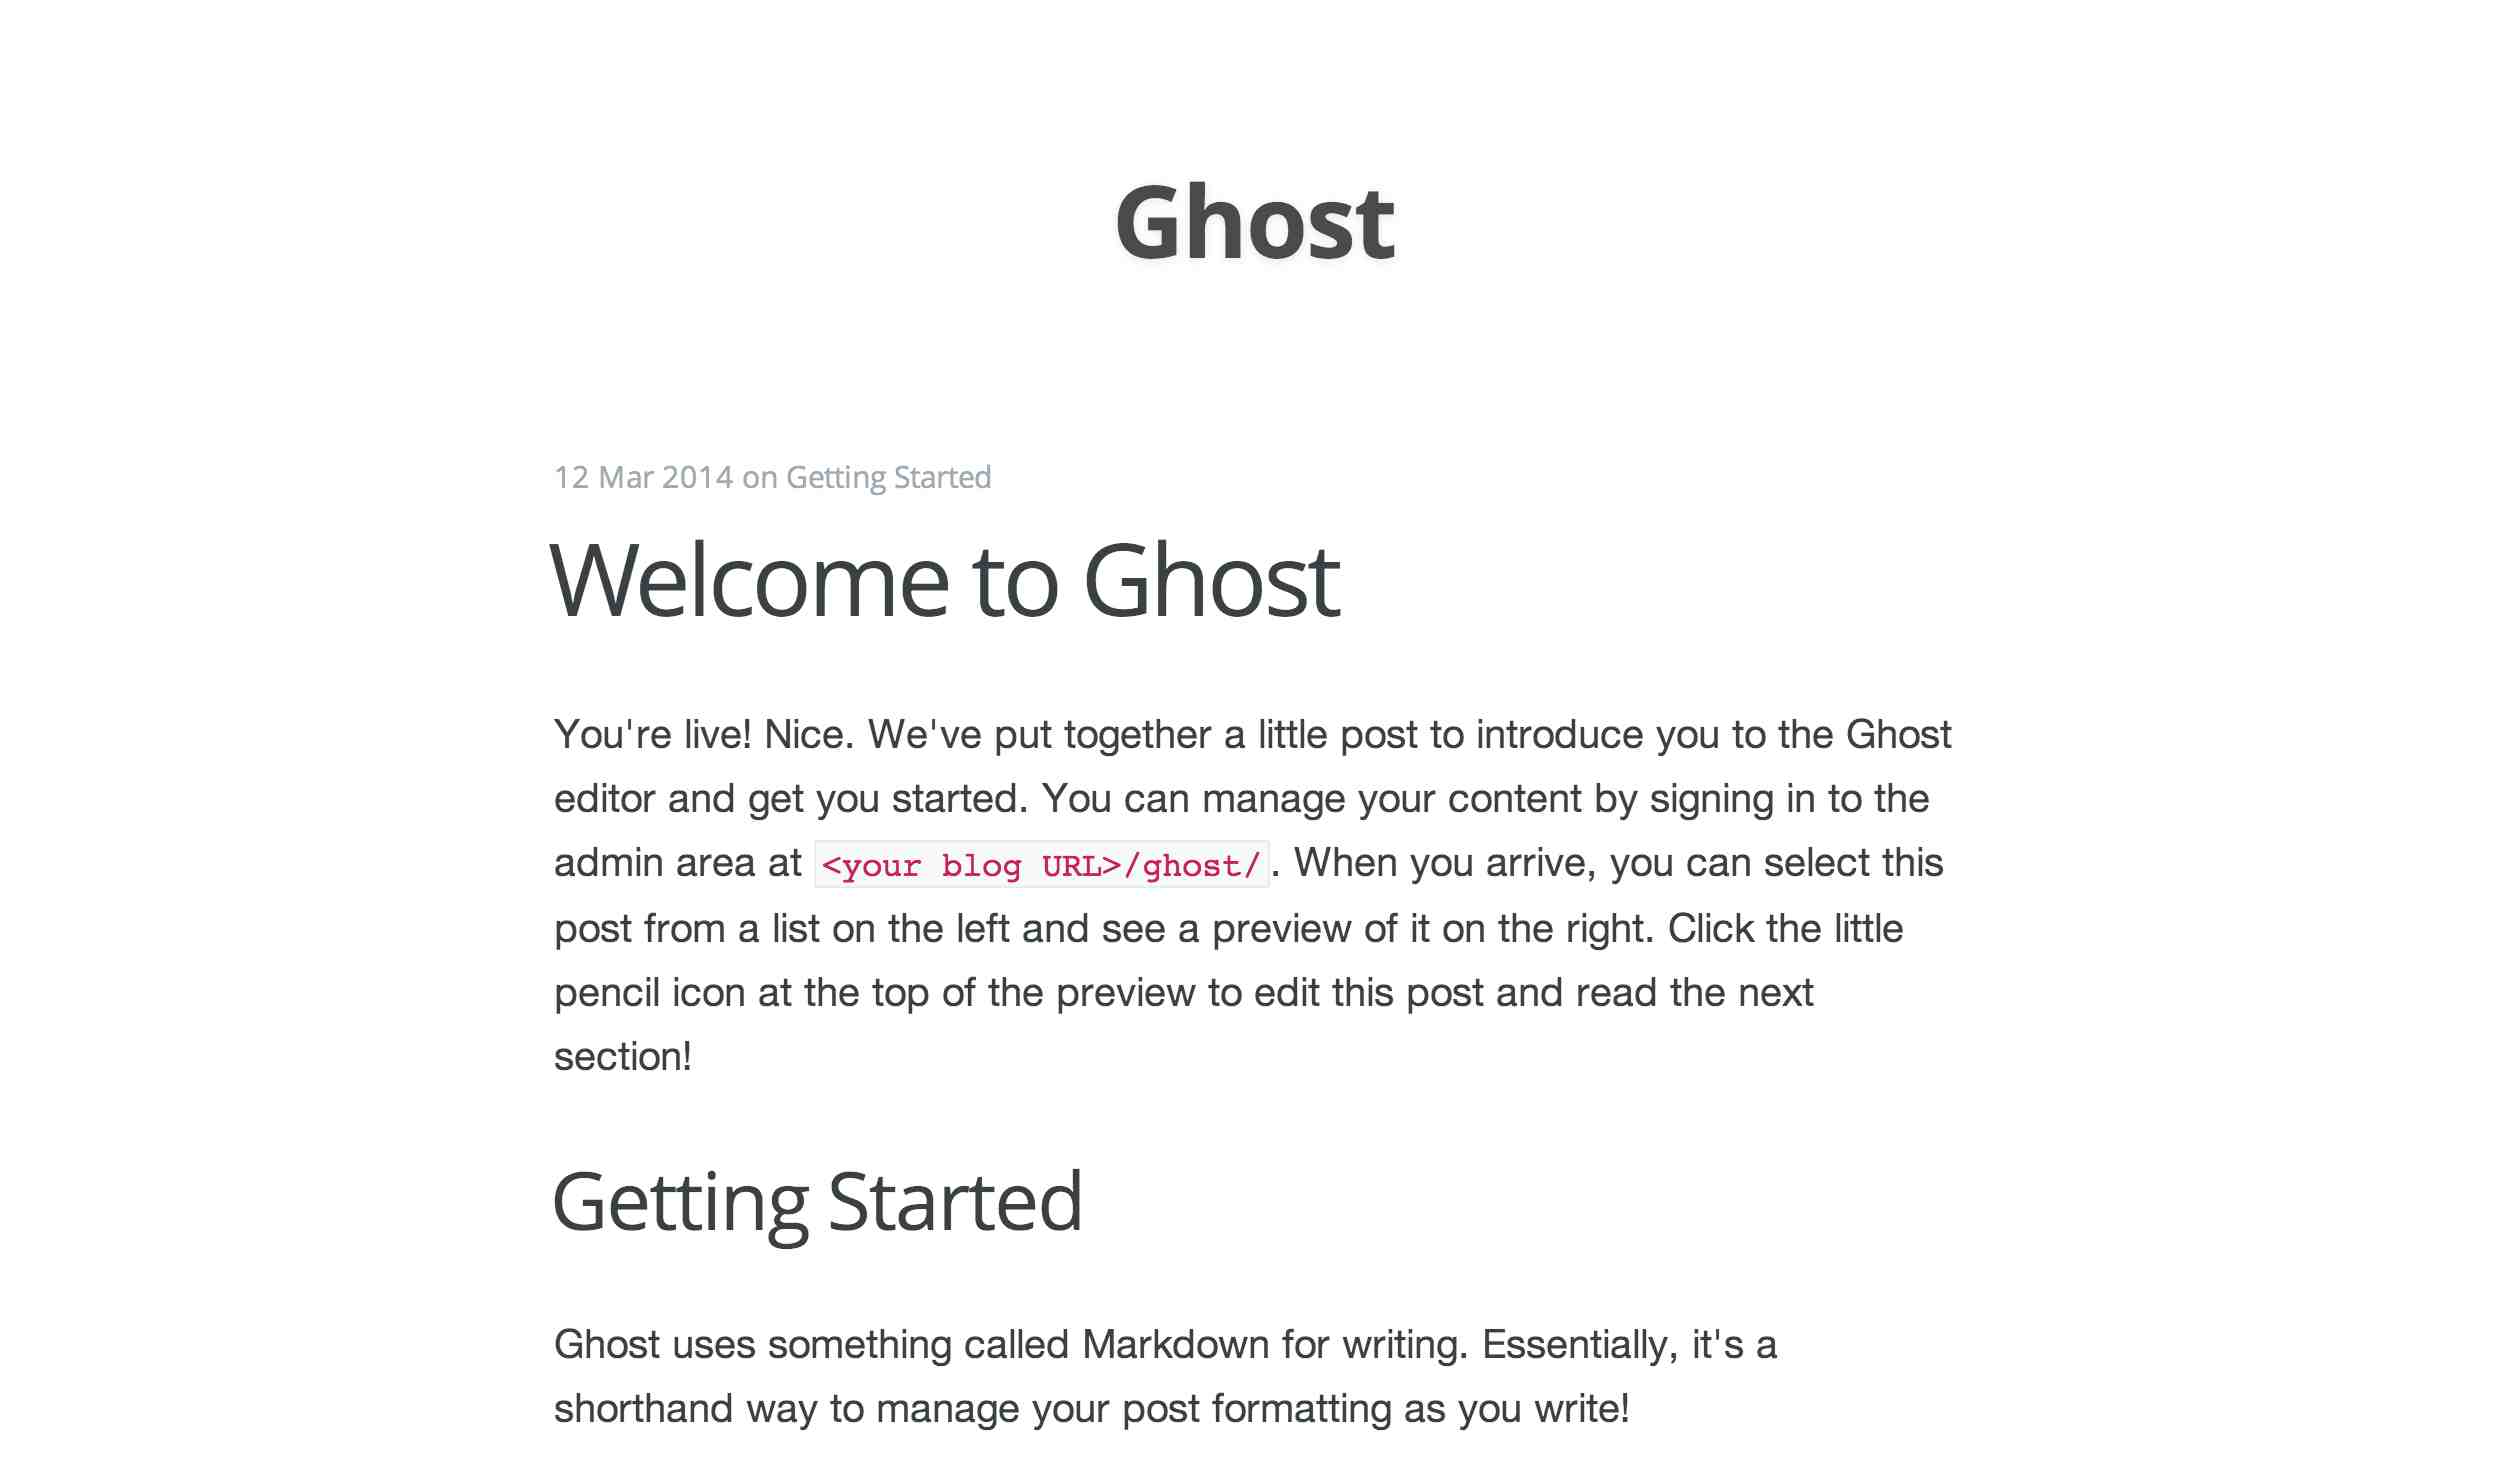 Ghost
12 Mar 2014 on Getting Started
Welcome to Ghost
You're live! Nice. We've put together a little post to introduce you to the Ghost
editor and get you started. You can manage your content by signing in to the
admin area at <your blog URL>/ghost/. When you arrive, you can select this
post from a list on the left and see a preview of it on the right. Click the little
pencil icon at the top of the preview to edit this post and read the next
section!
Getting Started
Ghost uses something called Markdown for writing. Essentially, it's a
shorthand way to manage your post formatting as you write!